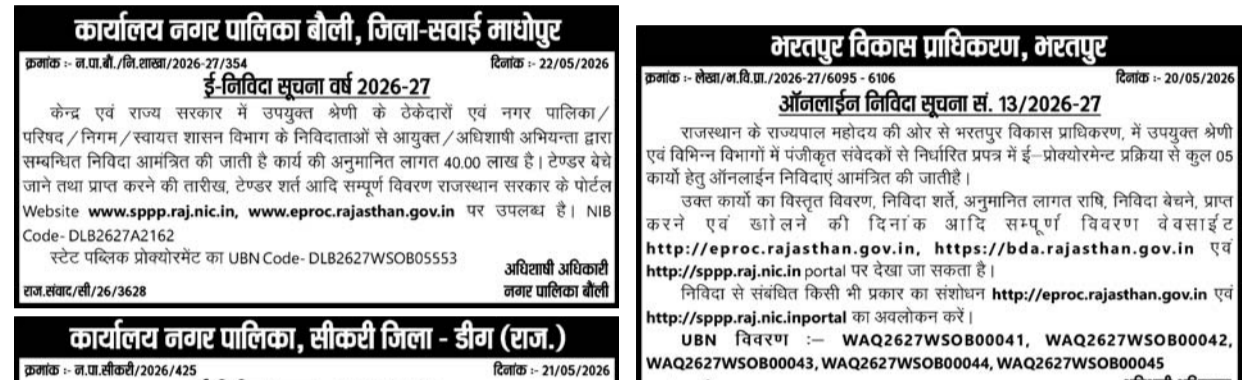 कार्यालय नगर पालिका बौली, जिला-सवाई माधोपुर
क्रमांक :- न.पा.बौं./नि.शाखा/2026-27/354 दिनांक :- 22/05/2026
ई-निविदा सूचना वर्ष 2026-27
केन्द्र एवं राज्य सरकार में उपयुक्त श्रेणी के ठेकेदारों एवं नगर पालिका/
परिषद/निगम/स्वायत्त शासन विभाग के निविदाताओं से आयुक्त/अधिशाषी अभियन्ता द्वारा
सम्बन्धित निविदा आमंत्रित की जाती है कार्य की अनुमानित लागत 40.00 लाख है। टेण्डर बेचे
जाने तथा प्राप्त करने की तारीख, टेण्डर शर्त आदि सम्पूर्ण विवरण राजस्थान सरकार के पोर्टल
Website www.sppp.raj.nic.in, www.eproc.rajasthan.gov.in पर उपलब्ध है। NIB
Code- DLB2627A2162
स्टेट पब्लिक प्रोक्योरमेंट का UBN Code- DLB2627WSOB05553
अधिशाषी अधिकारी
राज.संवाद/सी/26/3628 नगर पालिका बौंली
कार्यालय नगर पालिका, सीकरी जिला - डीग (राज.)
क्रमांक :- न.पा.सीकरी/2026/425 दिनांक :- 21/05/2026
भरतपुर विकास प्राधिकरण, भरतपुर
क्रमांक :- लेखा/भ.वि.प्रा./2026-27/6095 - 6106 दिनांक :- 20/05/2026
ऑनलाईन निविदा सूचना सं. 13/2026-27
राजस्थान के राज्यपाल महोदय की ओर से भरतपुर विकास प्राधिकरण, में उपयुक्त श्रेणी
एवं विभिन्न विभागों में पंजीकृत संवेदकों से निर्धारित प्रपत्र में ई–प्रोक्योरमेन्ट प्रक्रिया से कुल 05
कार्यो हेतु ऑनलाईन निविदाएं आमंत्रित की जातीहै।
उक्त कार्यो का विस्तृत विवरण, निविदा शर्ते, अनुमानित लागत राषि, निविदा बेचने, प्राप्त
करने एवं खोलने की दिनांक आदि सम्पूर्ण विवरण वेवसाईट
http://eproc.rajasthan.gov.in, https://bda.rajasthan.gov.in एवं
http://sppp.raj.nic.in portal पर देखा जा सकता है।
निविदा से संबंधित किसी भी प्रकार का संशोधन http://eproc.rajasthan.gov.in एवं
http://sppp.raj.nic.inportal का अवलोकन करें।
UBN विवरण :— WAQ2627WSOB00041, WAQ2627WSOB00042,
WAQ2627WSOB00043, WAQ2627WSOB00044, WAQ2627WSOB00045